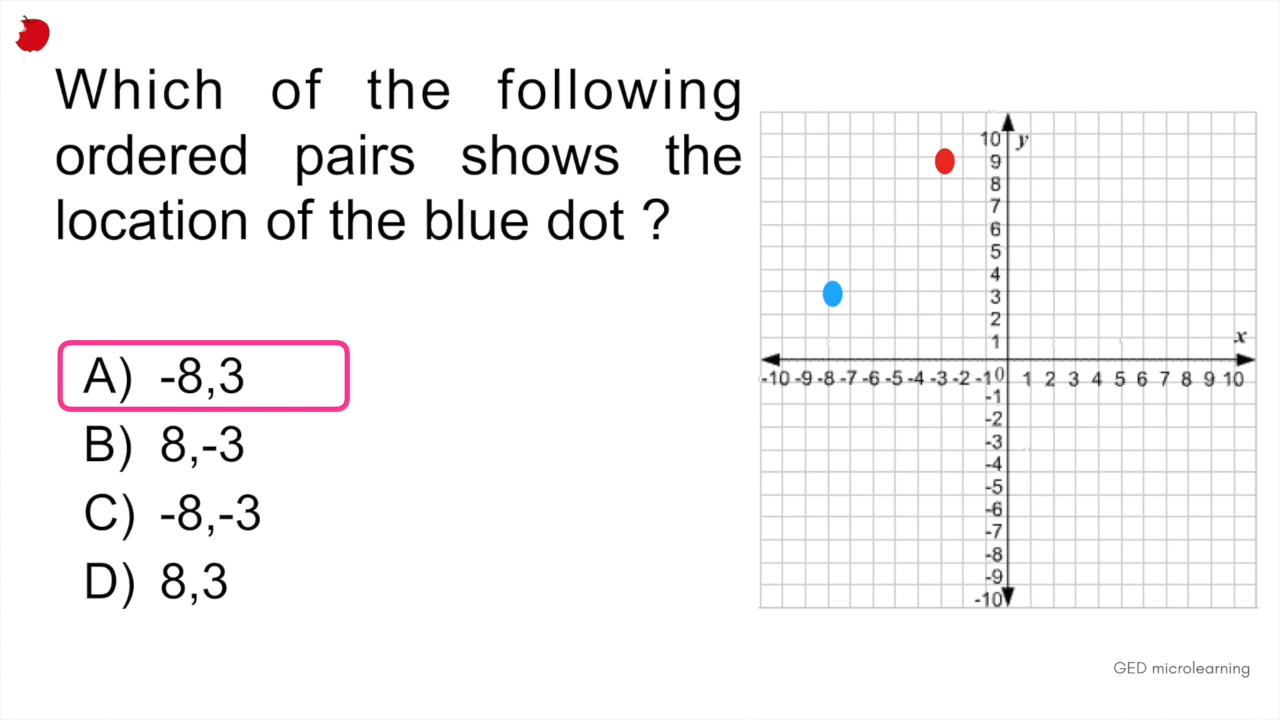 Which of the following
ordered pairs shows the
location of the blue dot ?
A) -8,3
B) 8,-3
C) -8,-3
D) 8,3
y
10
9
8
7
6
5
4
3
2
1
x
-10 -9 -8 -7 -6 -5 -4 -3 -2 -1 0 1 2 3 4 5 6 7 8 9 10
-1
-2
-3
-4
-5
-6
-7
-8
-9
-10
GED microlearning